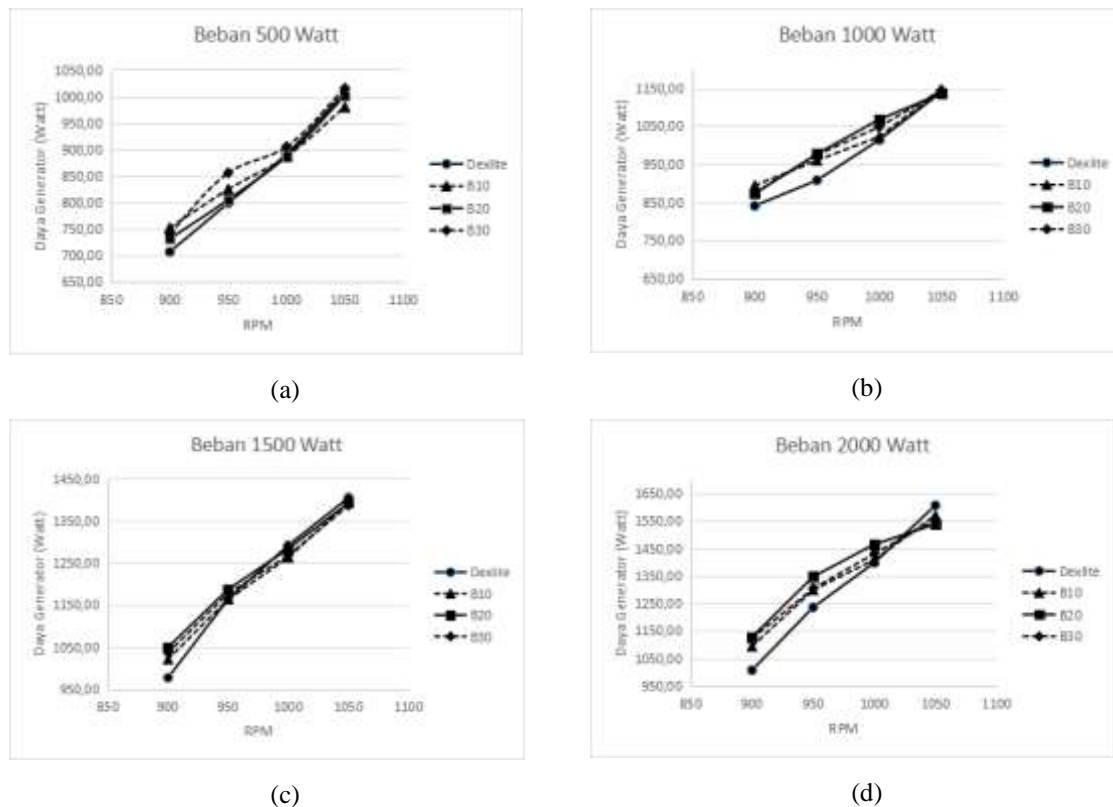 Beban 500 Watt
Daya Generator (Watt)
1050,00
1000,00
950,00
900,00
850,00
800,00
750,00
700,00
650,00
850 900 950 1000 1050 1100
RPM
Dexlite
B10
B20
B30
(a)
Beban 1000 Watt
Daya Generator (Watt)
1150,00
1050,00
950,00
850,00
750,00
650,00
850 900 950 1000 1050 1100
RPM
Dexlite
B10
B20
B30
(b)
Beban 1500 Watt
Daya Generator (Watt)
1450,00
1350,00
1250,00
1150,00
1050,00
950,00
850 900 950 1000 1050 1100
RPM
Dexlite
B10
B20
B30
(c)
Beban 2000 Watt
Daya Generator (Watt)
1650,00
1550,00
1450,00
1350,00
1250,00
1150,00
1050,00
950,00
850 900 950 1000 1050 1100
RPM
Dexlite
B10
B20
B30
(d)